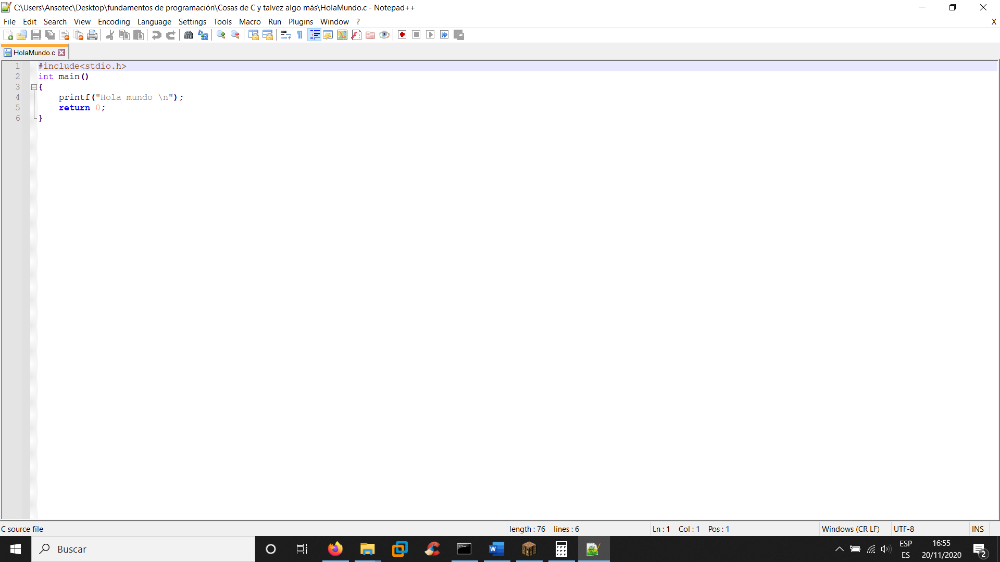 C:\Users\Ansotec\Desktop\fundamentos de programación\Cosas de C y talvez algo más\HolaMundo.c - Notepad++
File Edit Search View Encoding Language Settings Tools Macro Run Plugins Window ? X
HolaMundo.c
1 #include<stdio.h>
2 int main()
3 {
4 printf("Hola mundo \n");
5 return 0;
6 }
C source file length : 76 lines : 6 Ln : 1 Col : 1 Pos : 1 Windows (CR LF) UTF-8 INS
Buscar
ESP
ES
16:55
20/11/2020
2